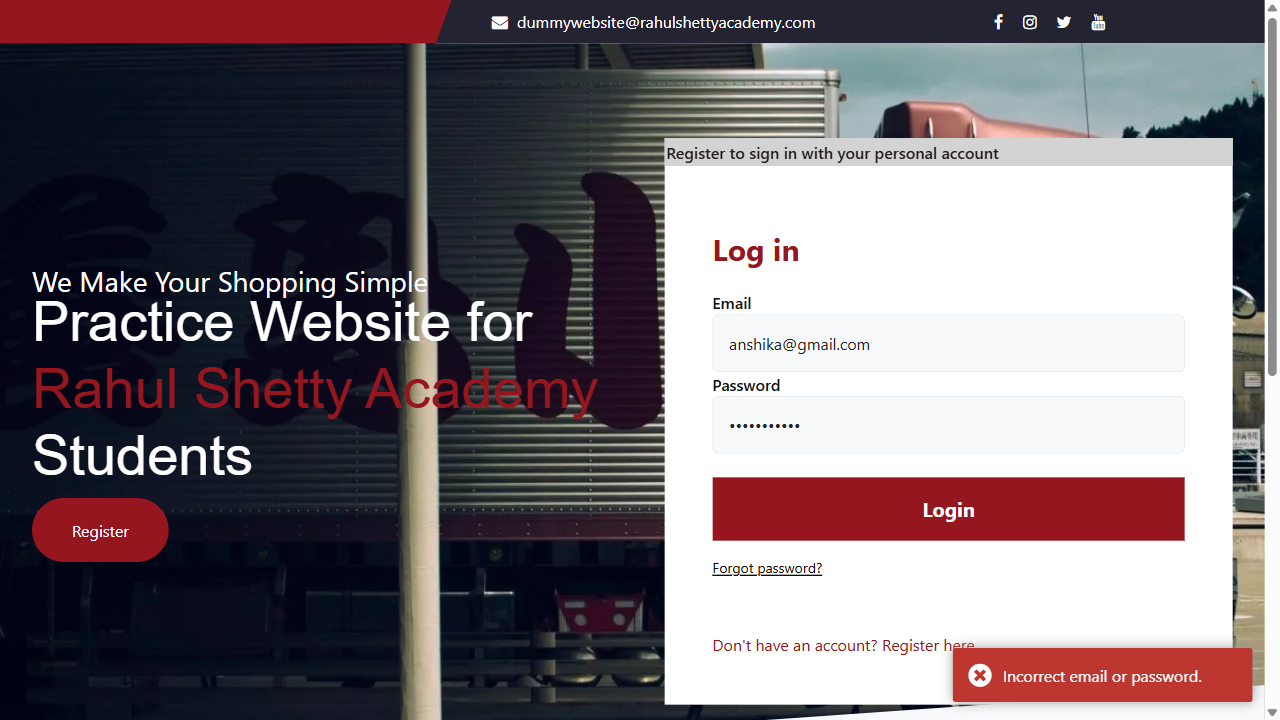 dummywebsite@rahulshettyacademy.com
Register to sign in with your personal account
We Make Your Shopping Simple
Practice Website for
Rahul Shetty Academy
Students
Register
Log in
Email
anshika@gmail.com
Password
•••••••••••
Login
Forgot password?
Don't have an account? Register here
Incorrect email or password.